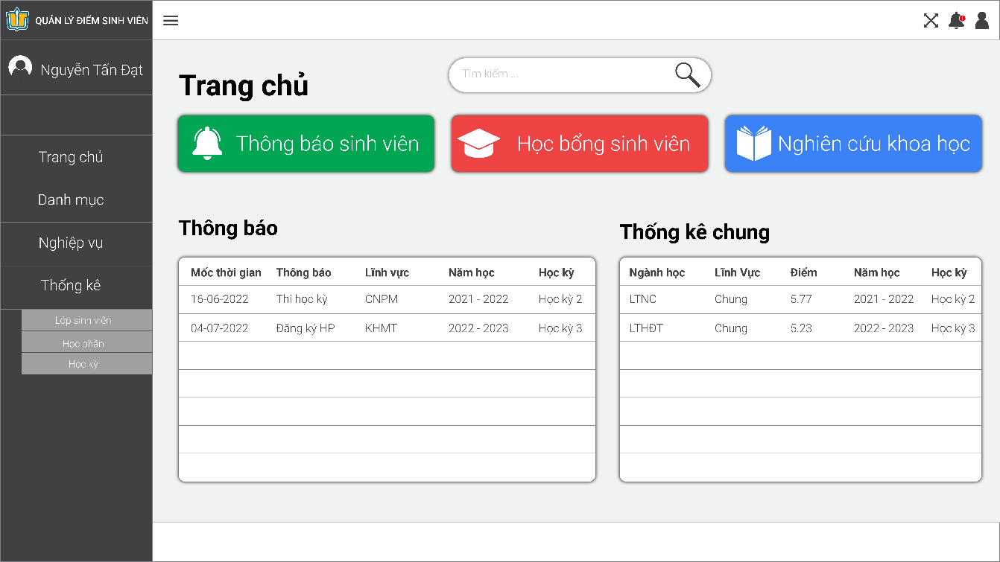 QUẢN LÝ ĐIỂM SINH VIÊN
Nguyễn Tấn Đạt
Trang chủ
Danh mục
Nghiệp vụ
Thống kê
Lớp sinh viên
Học phần
Học kỳ
Trang chủ
Tìm kiếm ...
Thông báo sinh viên
Học bổng sinh viên
Nghiên cứu khoa học
Thông báo
Mốc thời gian Thông báo Lĩnh vực Năm học Học kỳ
16-06-2022 Thi học kỳ CNPM 2021 - 2022 Học kỳ 2
04-07-2022 Đăng ký HP KHMT 2022 - 2023 Học kỳ 3
Thống kê chung
Ngành học Lĩnh Vực Điểm Năm học Học kỳ
LTNC Chung 5.77 2021 - 2022 Học kỳ 2
LTHĐT Chung 5.23 2022 - 2023 Học kỳ 3